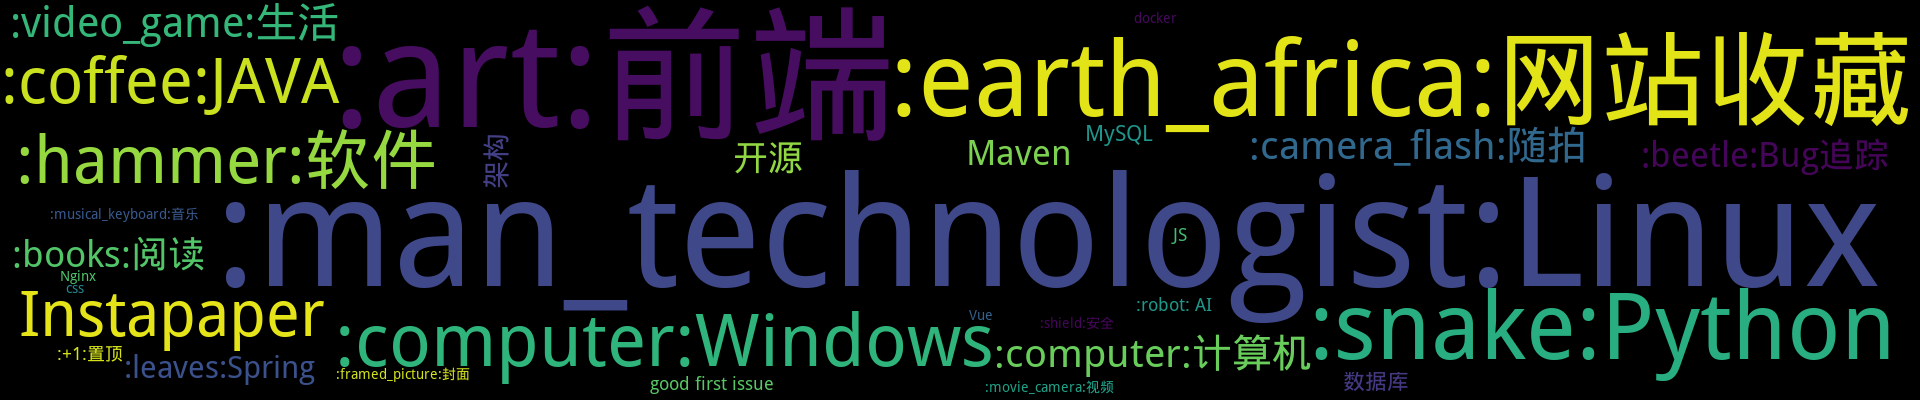 :video_game:生活
:art:前端
docker
:coffee:JAVA
:earth_africa:网站收藏
:hammer:软件
架构
开源
Maven
MySQL
:camera_flash:随拍
:beetle:Bug追踪
:musical_keyboard:音乐
:man_technologist:Linux
JS
:books:阅读
Nginx
css
Instapaper
:computer:Windows
Vue
:robot: AI
:shield:安全
:snake:Python
:+1:置顶
:leaves:Spring
:framed_picture:封面
good first issue
:computer:计算机
:movie_camera:视频
数据库